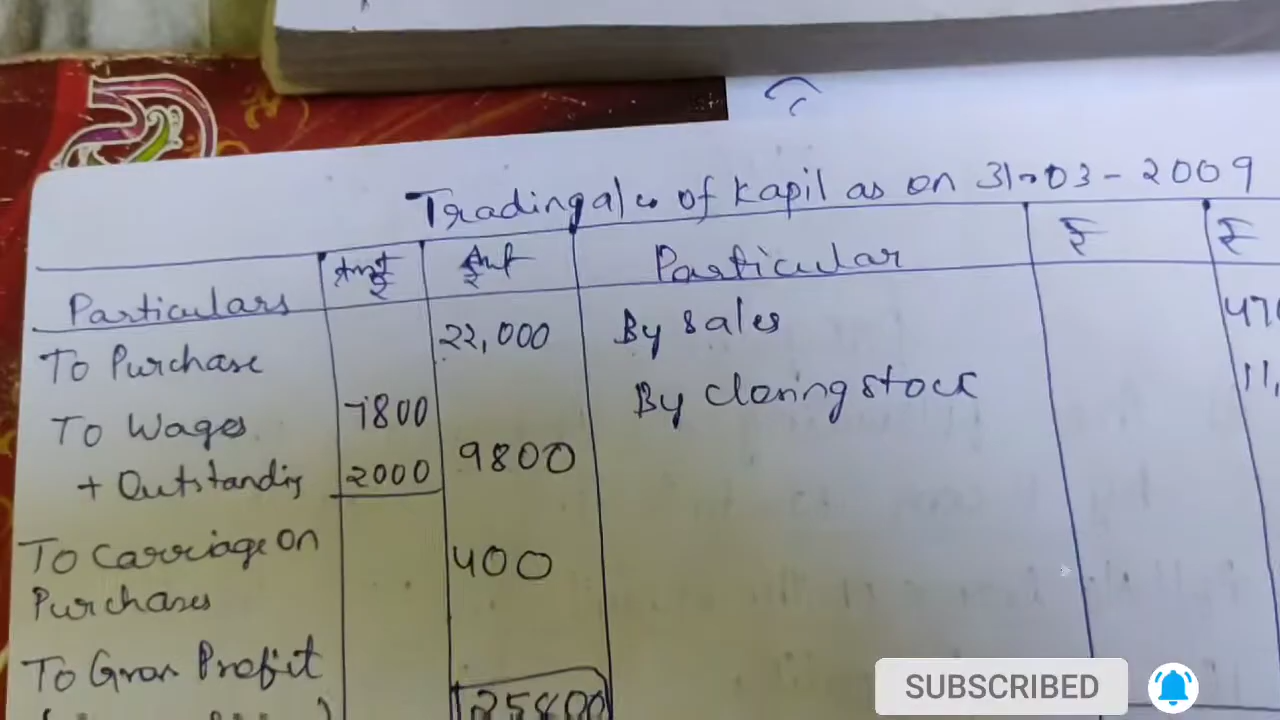 Trading a/c of Kapil as on 31-03-2009
Particulars Amt ₹ Amt ₹ Particular ₹ ₹
To Purchase 22,000 By Sales
To Wages 7800 By Closing stock
+ Outstanding 2000 9800
To Carriage on 400
Purchases
To Gross Profit
25800
SUBSCRIBED